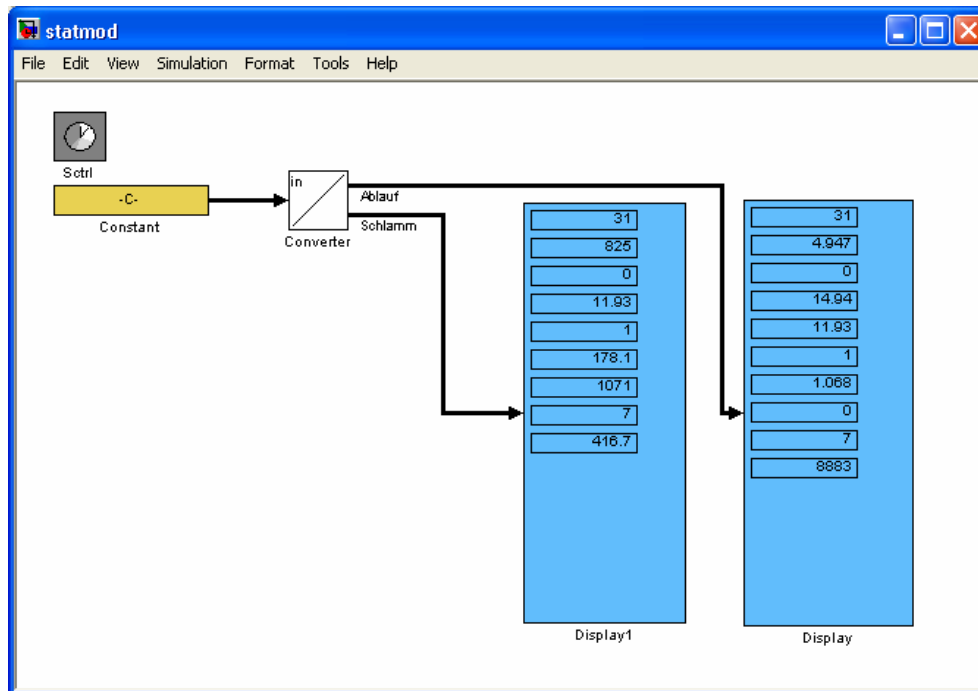 statmod
File Edit View Simulation Format Tools Help
Sctrl
-C-
Constant
in
Converter
Ablauf
Schlamm
31
825
0
11.93
1
178.1
1071
7
416.7
Display1
31
4.947
0
14.94
11.93
1
1.068
0
7
8883
Display